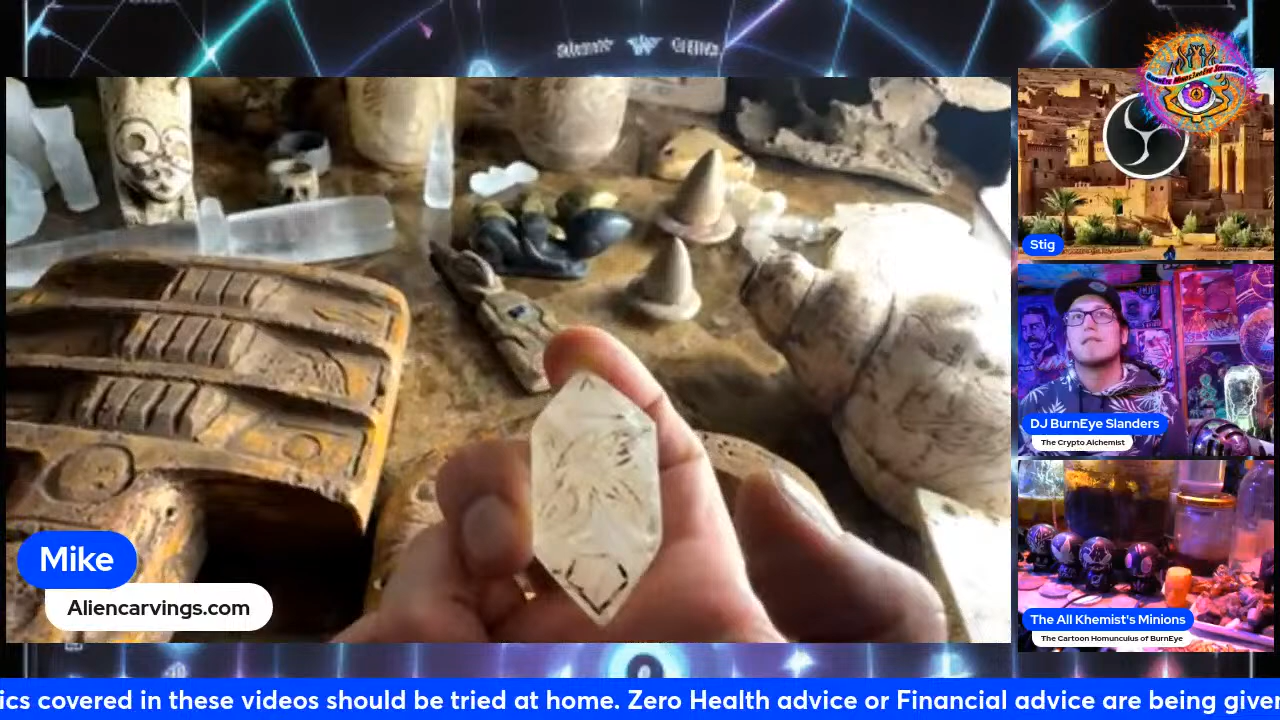 Stig
DJ BurnEye Slanders
The Crypto Alchemist
Mike
Aliencarvings.com
The All Khemist's Minions
The Cartoon Homunculus of BurnEye
ics covered in these videos should be tried at home. Zero Health advice or Financial advice are being given